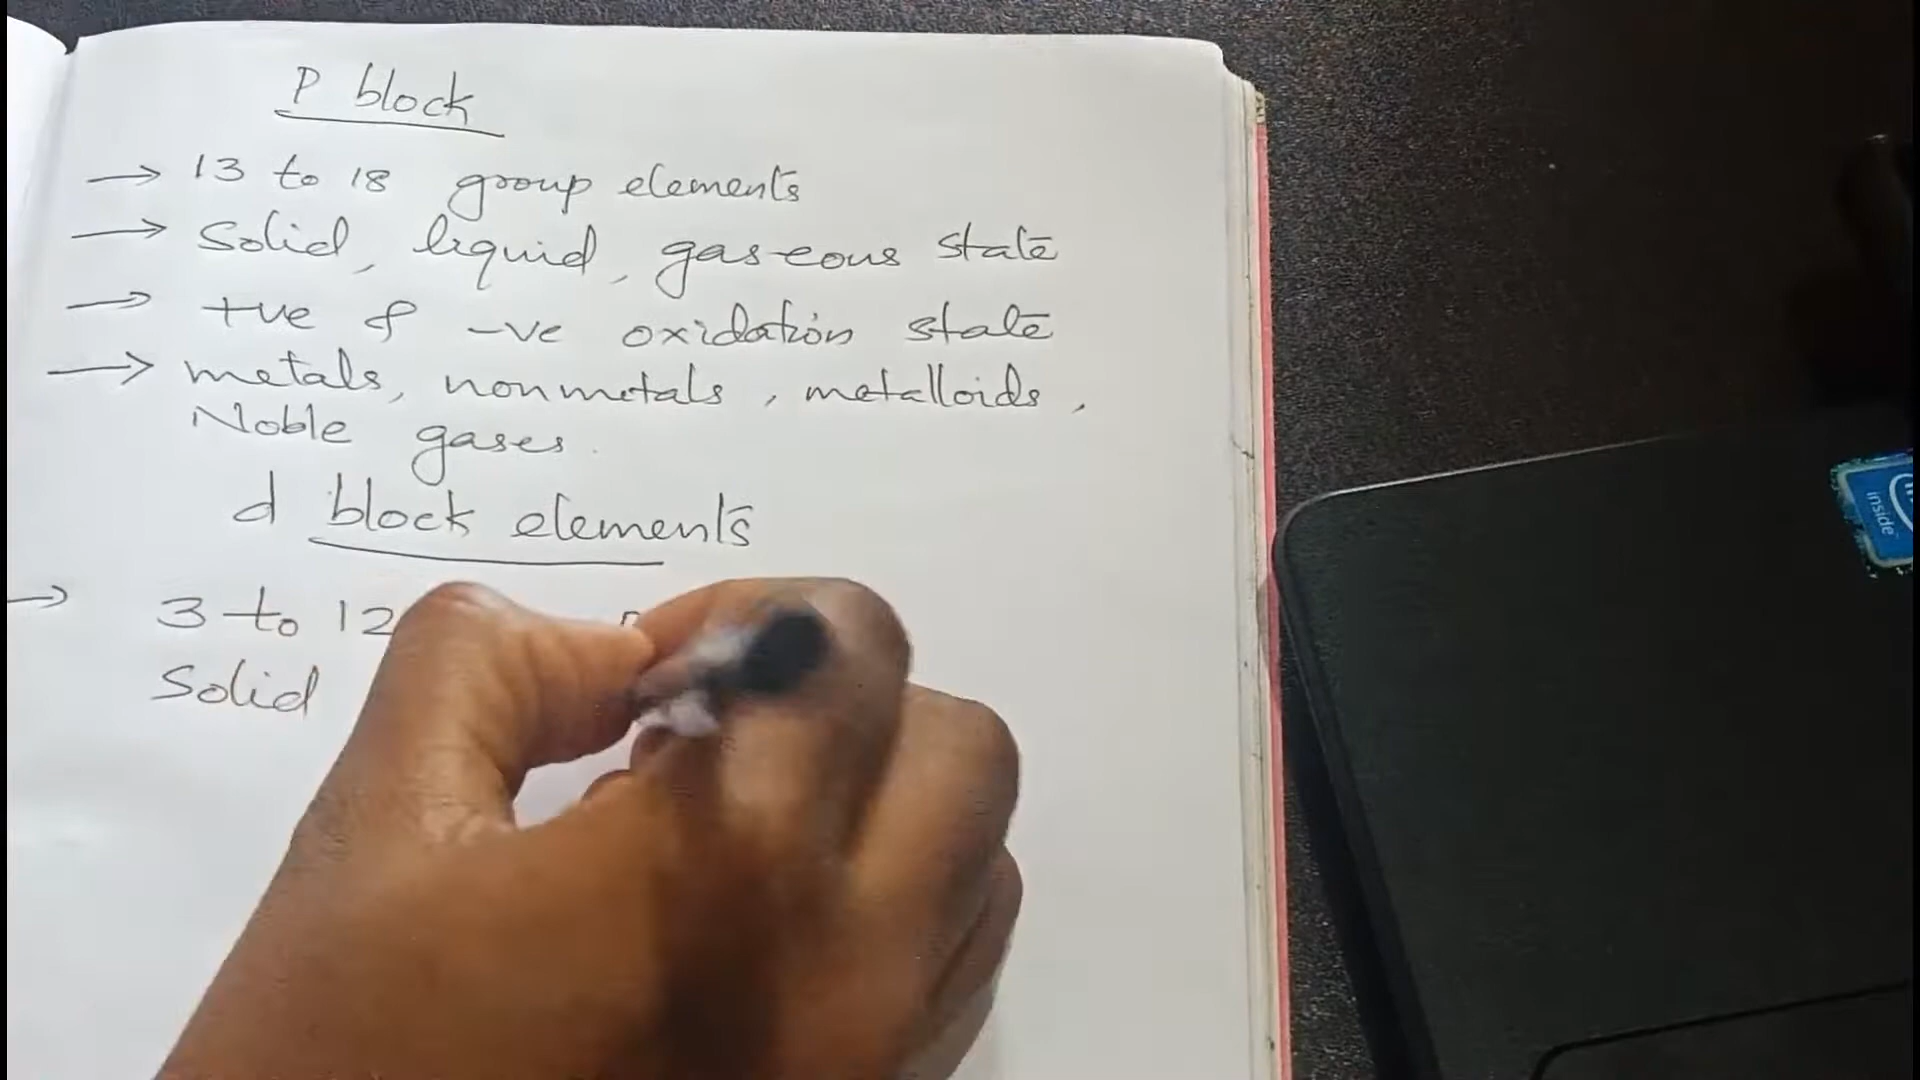 P block
→ 13 to 18 group elements
→ Solid, liquid, gaseous state
→ +ve & -ve oxidation state
→ metals, nonmetals, metalloids,
Noble gases.
d block elements
→ 3 to 12
Solid
inside